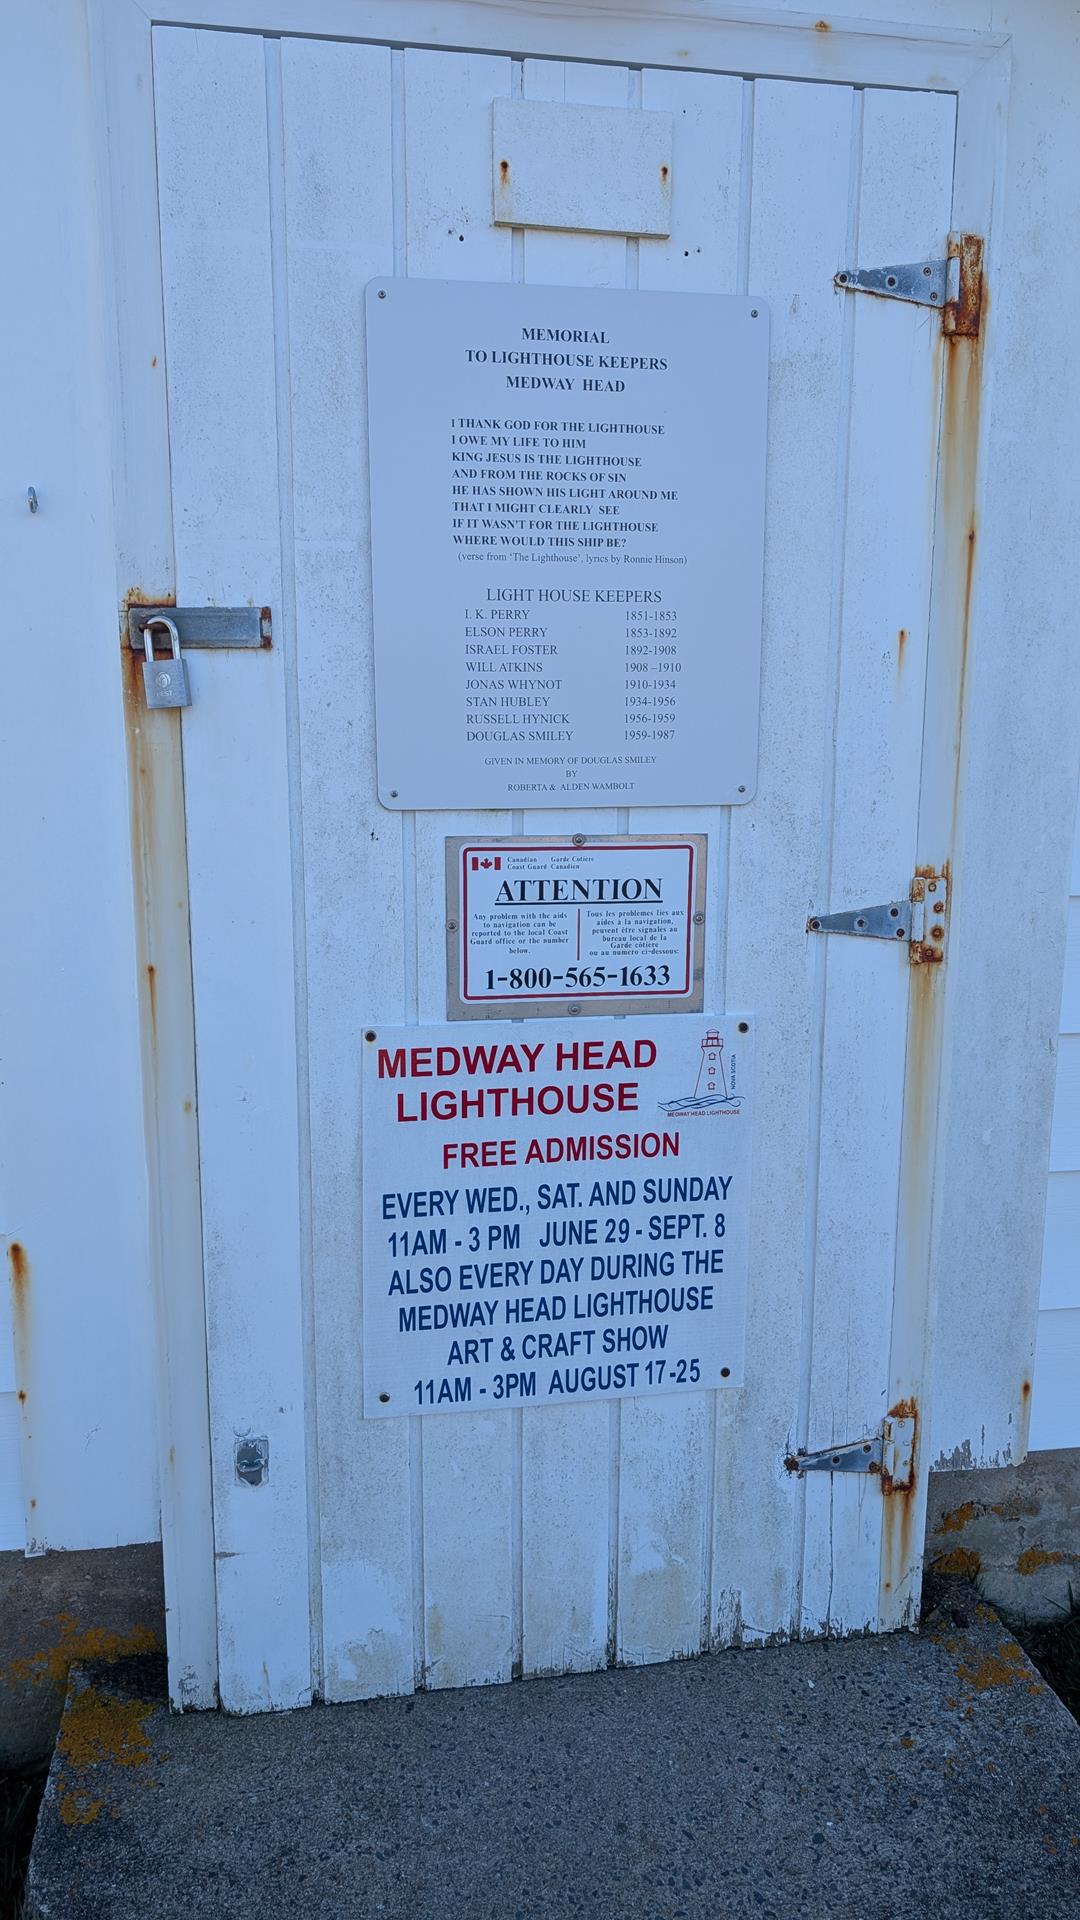 MEMORIAL
TO LIGHTHOUSE KEEPERS
MEDWAY HEAD
I THANK GOD FOR THE LIGHTHOUSE
I OWE MY LIFE TO HIM
KING JESUS IS THE LIGHTHOUSE
AND FROM THE ROCKS OF SIN
HE HAS SHOWN HIS LIGHT AROUND ME
THAT I MIGHT CLEARLY SEE
IF IT WASN'T FOR THE LIGHTHOUSE
WHERE WOULD THIS SHIP BE?
(verse from 'The Lighthouse', lyrics by Ronnie Hinson)
LIGHT HOUSE KEEPERS
I. K. PERRY 1851-1853
ELSON PERRY 1853-1892
ISRAEL FOSTER 1892-1908
WILL ATKINS 1908 –1910
JONAS WHYNOT 1910-1934
STAN HUBLEY 1934-1956
RUSSELL HYNICK 1956-1959
DOUGLAS SMILEY 1959-1987
GIVEN IN MEMORY OF DOUGLAS SMILEY
BY
ROBERTA & ALDEN WAMBOLT
Canadian Garde Cotiere
Coast Guard Canadien
ATTENTION
Any problem with the aids
to navigation can be
reported to the local Coast
Guard office or the number
below.
Tous les problèmes liés aux
aides à la navigation,
peuvent être signalés au
bureau local de la
Garde côtière
ou au numéro ci-dessous:
1-800-565-1633
MEDWAY HEAD
LIGHTHOUSE
NOVA SCOTIA
MEDWAY HEAD LIGHTHOUSE
FREE ADMISSION
EVERY WED., SAT. AND SUNDAY
11AM - 3 PM JUNE 29 - SEPT. 8
ALSO EVERY DAY DURING THE
MEDWAY HEAD LIGHTHOUSE
ART & CRAFT SHOW
11AM - 3PM AUGUST 17-25